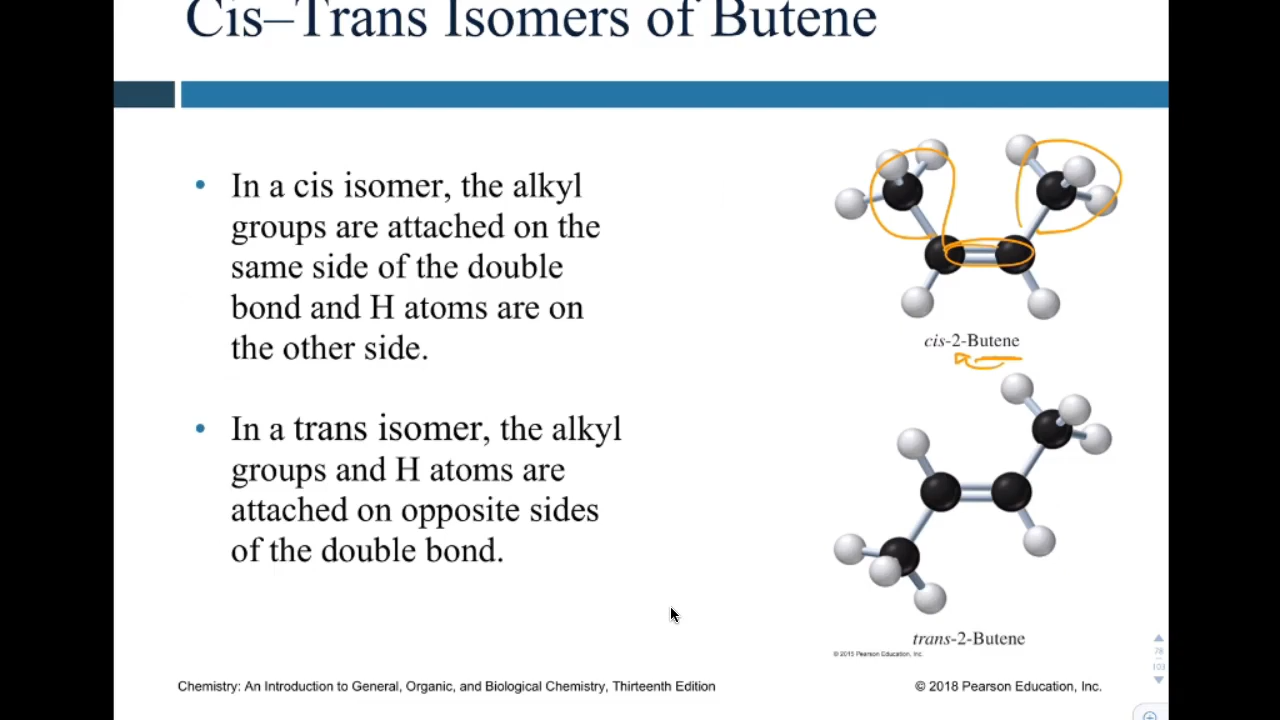 Cis–Trans Isomers of Butene
• In a cis isomer, the alkyl
groups are attached on the
same side of the double
bond and H atoms are on
the other side.
• In a trans isomer, the alkyl
groups and H atoms are
attached on opposite sides
of the double bond.
cis-2-Butene
trans-2-Butene
© 2015 Pearson Education, Inc.
78
103
Chemistry: An Introduction to General, Organic, and Biological Chemistry, Thirteenth Edition
© 2018 Pearson Education, Inc.